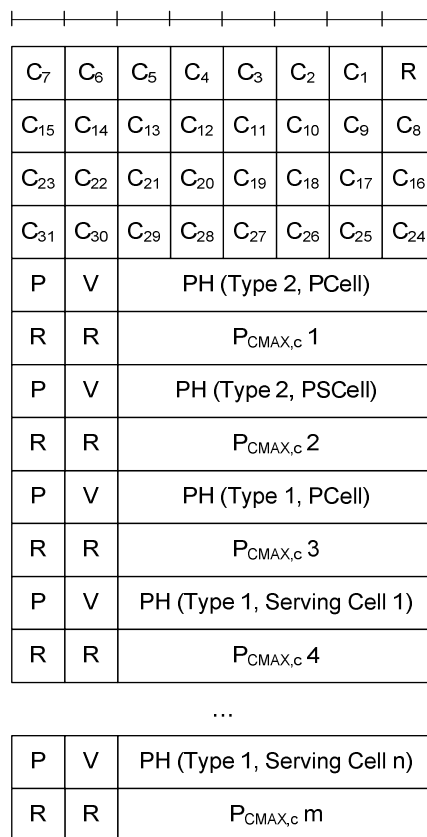 C7 C6 C5 C4 C3 C2 C1 R
C15 C14 C13 C12 C11 C10 C9 C8
C23 C22 C21 C20 C19 C18 C17 C16
C31 C30 C29 C28 C27 C26 C25 C24
P V PH (Type 2, PCell)
R R PCMAX,c 1
P V PH (Type 2, PSCell)
R R PCMAX,c 2
P V PH (Type 1, PCell)
R R PCMAX,c 3
P V PH (Type 1, Serving Cell 1)
R R PCMAX,c 4
...
P V PH (Type 1, Serving Cell n)
R R PCMAX,c m